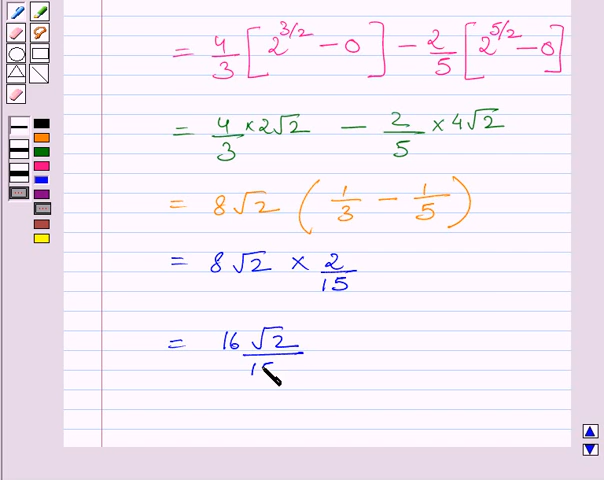 = 4/3 [ 2^{3/2} - 0 ] - 2/5 [ 2^{5/2} - 0 ]
= 4/3 × 2√2 - 2/5 × 4√2
= 8√2 ( 1/3 - 1/5 )
= 8√2 × 2/15
= 16√2/15